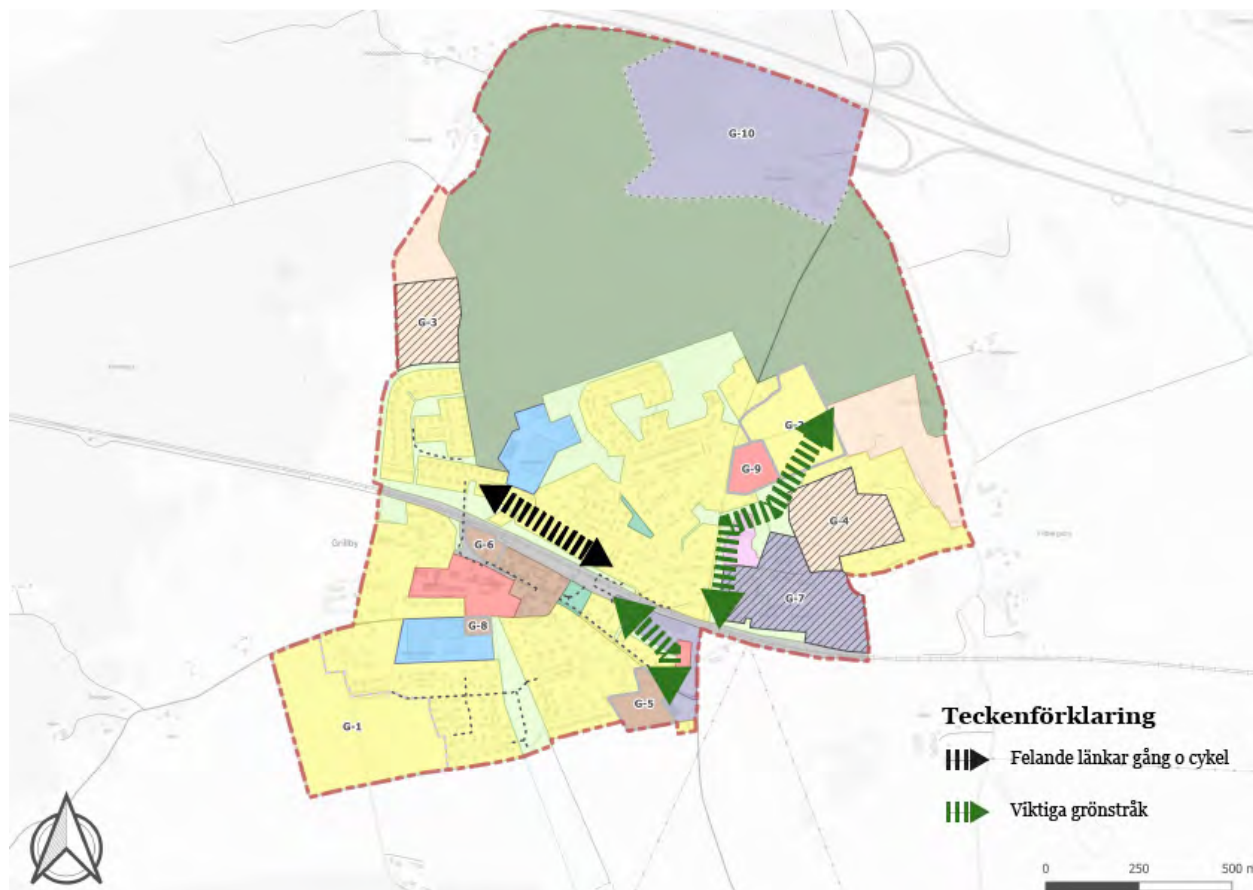 G-10
G-3
G-2
G-9
G-4
G-6
Grillby
G-7
G-8
G-5
G-1
Teckenförklaring
Felande länkar gång o cykel
Viktiga grönstråk
0 250 500 m